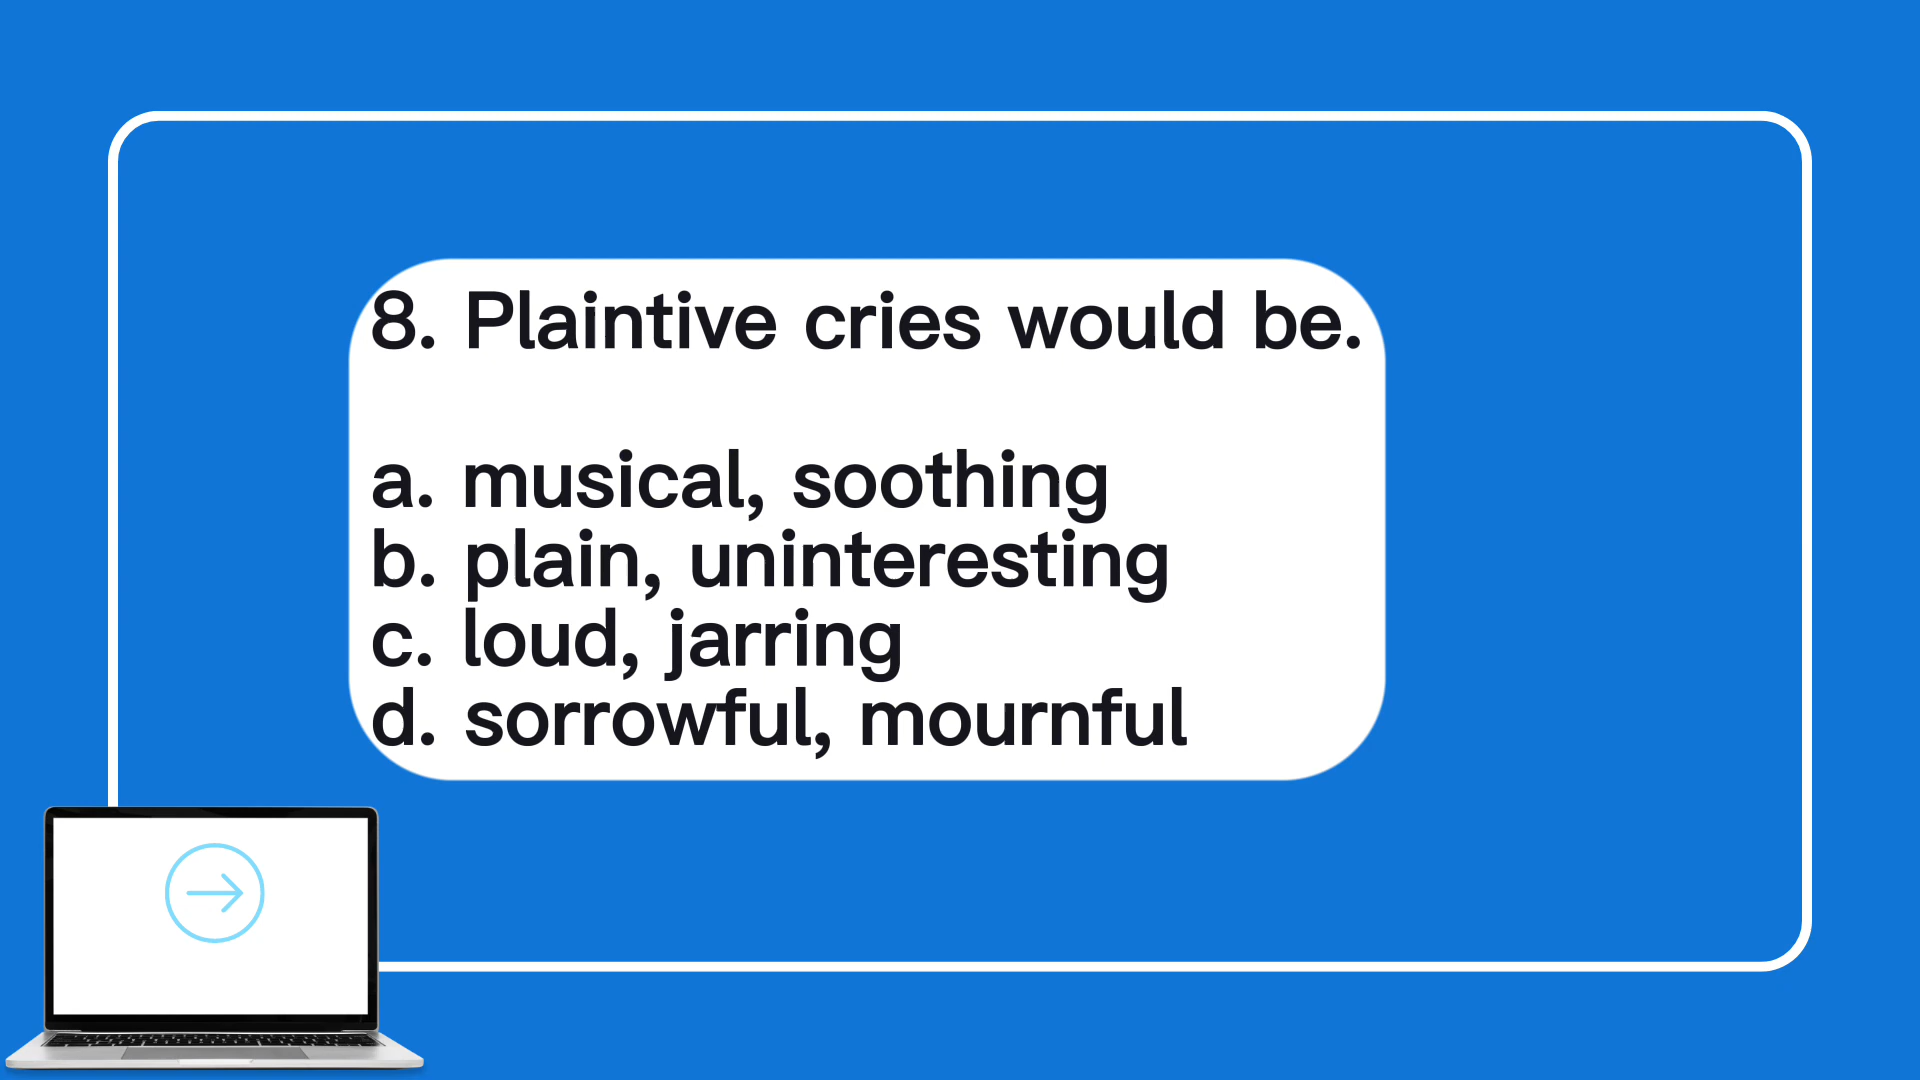 8. Plaintive cries would be.
a. musical, soothing
b. plain, uninteresting
c. loud, jarring
d. sorrowful, mournful